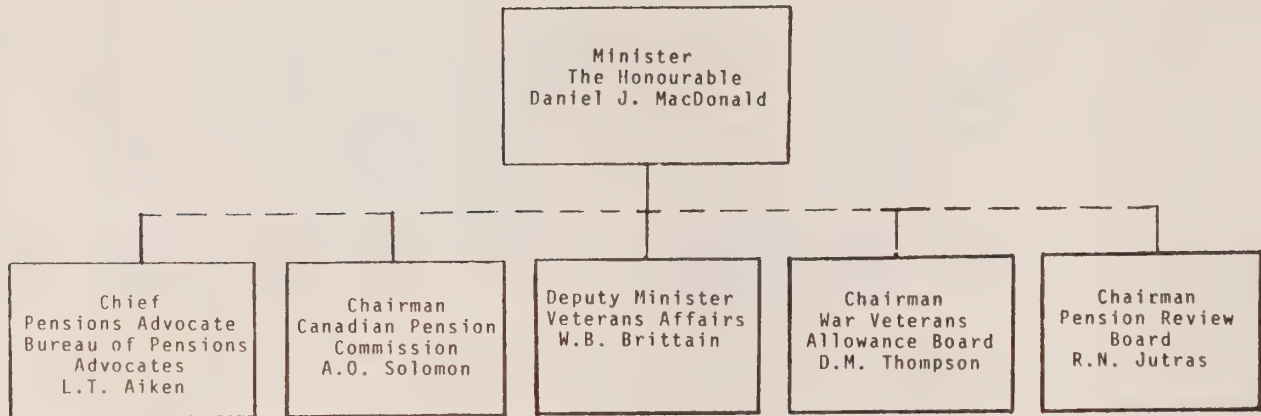 Minister
The Honourable
Daniel J. MacDonald
Chief
Pensions Advocate
Bureau of Pensions
Advocates
L.T. Aiken
Chairman
Canadian Pension
Commission
A.O. Solomon
Deputy Minister
Veterans Affairs
W.B. Brittain
Chairman
War Veterans
Allowance Board
D.M. Thompson
Chairman
Pension Review
Board
R.N. Jutras